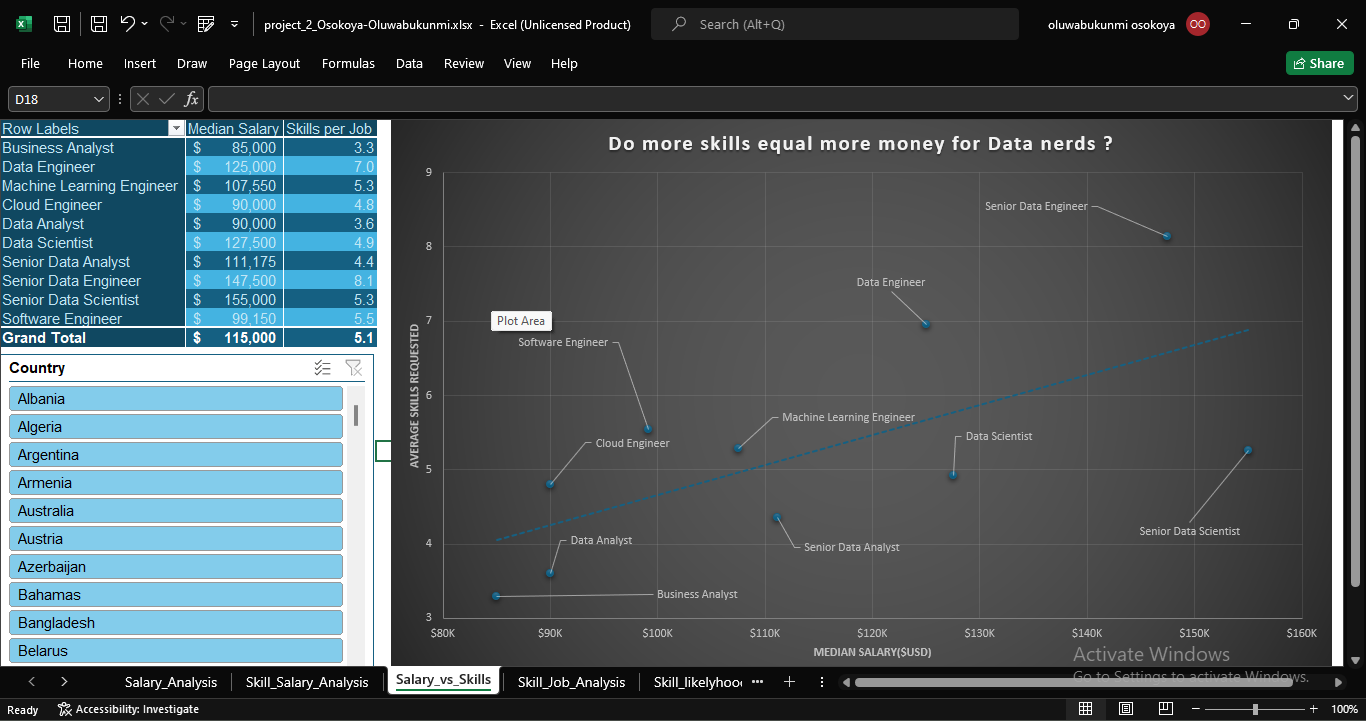 project_2_Osokoya-Oluwabukunmi.xlsx - Excel (Unlicensed Product)
Search (Alt+Q)
oluwabukunmi osokoya OO
File Home Insert Draw Page Layout Formulas Data Review View Help
Share
D18
fx
Row Labels Median Salary Skills per Job
Business Analyst $ 85,000 3.3
Data Engineer $ 125,000 7.0
Machine Learning Engineer $ 107,550 5.3
Cloud Engineer $ 90,000 4.8
Data Analyst $ 90,000 3.6
Data Scientist $ 127,500 4.9
Senior Data Analyst $ 111,175 4.4
Senior Data Engineer $ 147,500 8.1
Senior Data Scientist $ 155,000 5.3
Software Engineer $ 99,150 5.5
Grand Total $ 115,000 5.1
Country
Albania
Algeria
Argentina
Armenia
Australia
Austria
Azerbaijan
Bahamas
Bangladesh
Belarus
Do more skills equal more money for Data nerds ?
AVERAGE SKILLS REQUESTED
9
8
7
6
5
4
3
Senior Data Engineer
Data Engineer
Plot Area
Software Engineer
Machine Learning Engineer
Cloud Engineer
Data Scientist
Senior Data Scientist
Data Analyst
Senior Data Analyst
Business Analyst
$80K $90K $100K $110K $120K $130K $140K $150K $160K
MEDIAN SALARY($USD)
Activate Windows
Go to Settings to activate Windows.
Salary_Analysis Skill_Salary_Analysis Salary_vs_Skills Skill_Job_Analysis Skill_likelyhoo
Ready Accessibility: Investigate
100%